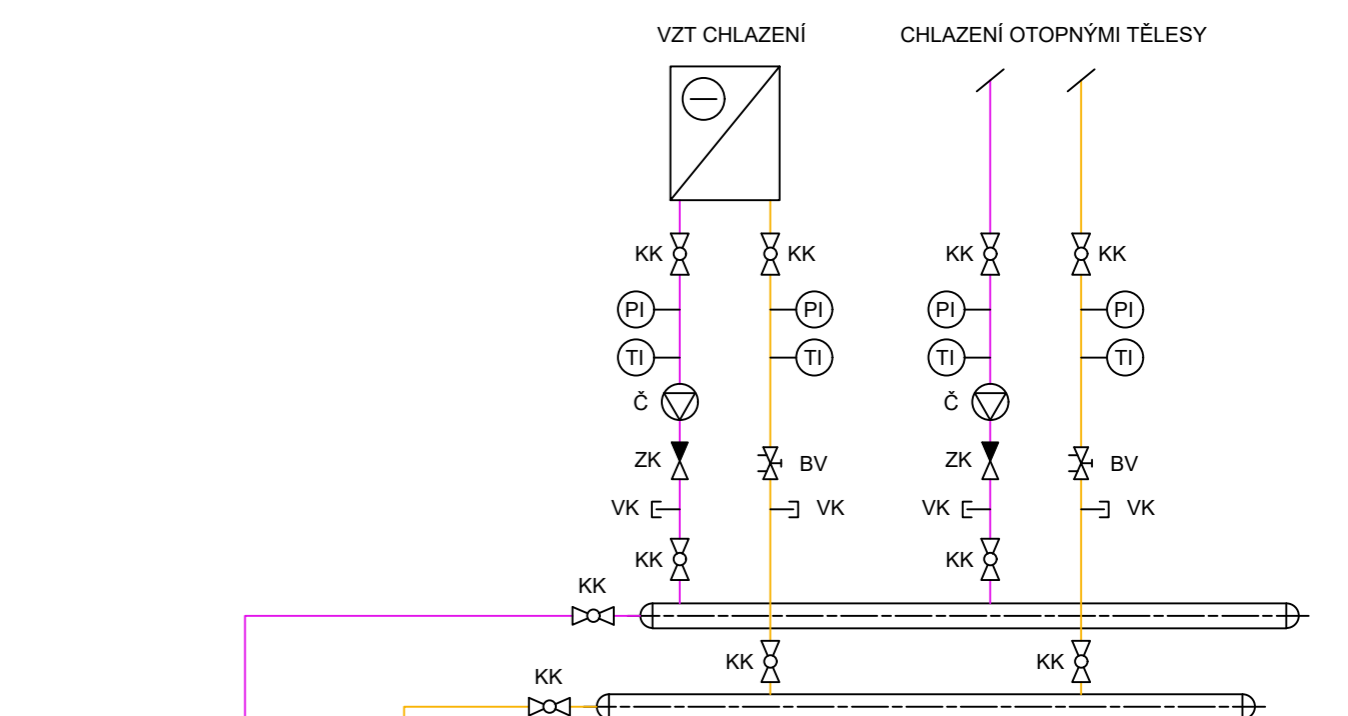 VZT CHLAZENÍ CHLAZENÍ OTOPNÝMI TĚLESY
KK KK KK KK
PI PI PI PI
TI TI TI TI
Č Č
ZK BV ZK BV
VK VK VK VK
KK KK
KK
KK KK
KK